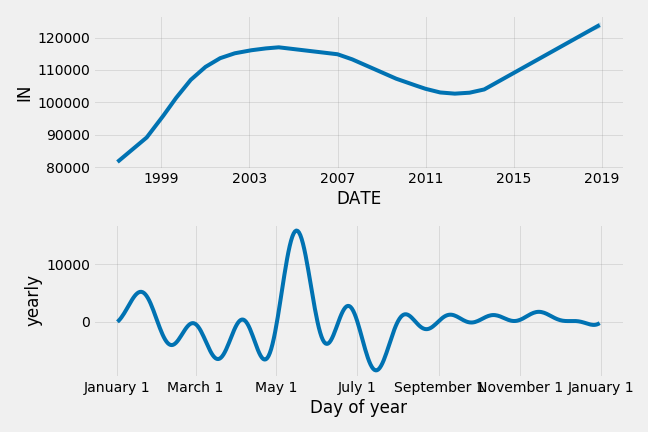 120000
110000
100000
90000
80000
IN
1999 2003 2007 2011 2015 2019
DATE
10000
0
yearly
January 1 March 1 May 1 July 1 September 1 November 1 January 1
Day of year